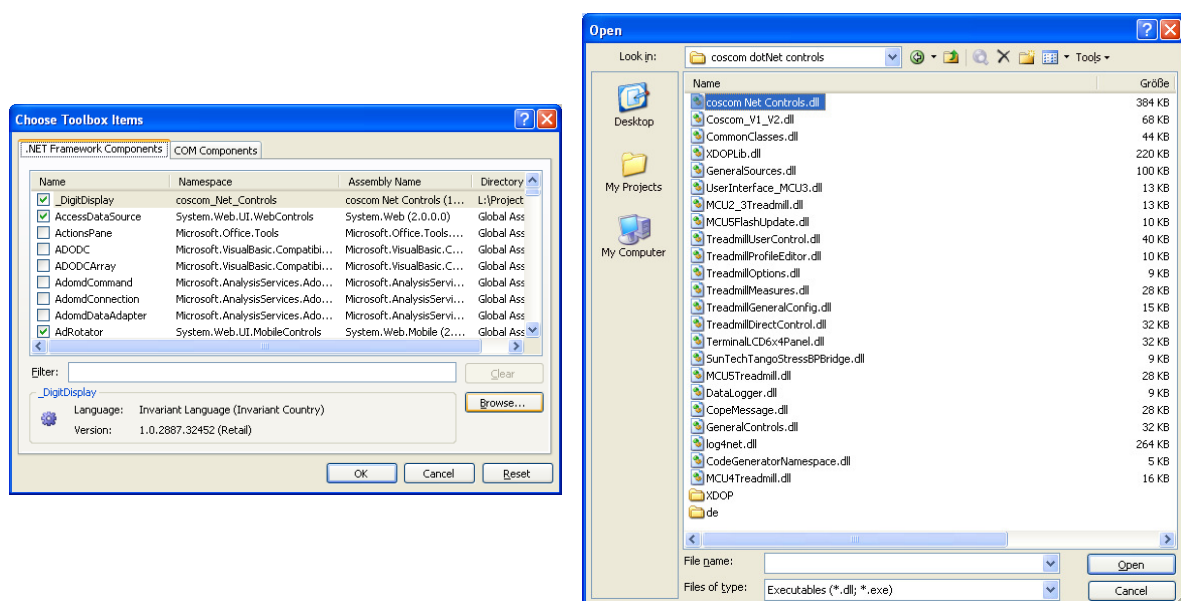 Choose Toolbox Items
.NET Framework Components COM Components
Name Namespace Assembly Name Directory
_DigitDisplay coscom_Net_Controls coscom Net Controls (1... L:\Project
AccessDataSource System.Web.UI.WebControls System.Web (2.0.0.0) Global Ass
ActionsPane Microsoft.Office.Tools Microsoft.Office.Tools.... Global Ass
ADODC Microsoft.VisualBasic.Compatibi... Microsoft.VisualBasic.C... Global Ass
ADODCArray Microsoft.VisualBasic.Compatibi... Microsoft.VisualBasic.C... Global Ass
AdomdCommand Microsoft.AnalysisServices.Ado... Microsoft.AnalysisServi... Global Ass
AdomdConnection Microsoft.AnalysisServices.Ado... Microsoft.AnalysisServi... Global Ass
AdomdDataAdapter Microsoft.AnalysisServices.Ado... Microsoft.AnalysisServi... Global Ass
AdRotator System.Web.UI.MobileControls System.Web.Mobile (2.... Global Ass
Filter: Clear
_DigitDisplay
Language: Invariant Language (Invariant Country)
Version: 1.0.2887.32452 (Retail)
Browse...
OK Cancel Reset
Open
Look in: coscom dotNet controls Tools
Desktop
My Projects
My Computer
Name Größe
coscom Net Controls.dll 384 KB
Coscom_V1_V2.dll 68 KB
CommonClasses.dll 44 KB
XDOPLib.dll 220 KB
GeneralSources.dll 100 KB
UserInterface_MCU3.dll 13 KB
MCU2_3Treadmill.dll 13 KB
MCU5FlashUpdate.dll 10 KB
TreadmillUserControl.dll 40 KB
TreadmillProfileEditor.dll 10 KB
TreadmillOptions.dll 9 KB
TreadmillMeasures.dll 28 KB
TreadmillGeneralConfig.dll 15 KB
TreadmillDirectControl.dll 32 KB
TerminalLCD6x4Panel.dll 32 KB
SunTechTangoStressBPBridge.dll 9 KB
MCU5Treadmill.dll 28 KB
DataLogger.dll 9 KB
CopeMessage.dll 28 KB
GeneralControls.dll 32 KB
log4net.dll 264 KB
CodeGeneratorNamespace.dll 5 KB
MCU4Treadmill.dll 16 KB
XDOP
de
File name: Open
Files of type: Executables (*.dll; *.exe) Cancel